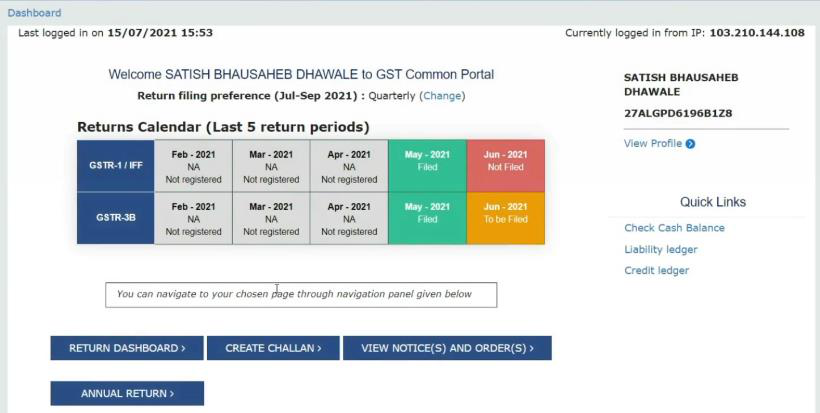 Dashboard
Last logged in on 15/07/2021 15:53
Currently logged in from IP: 103.210.144.108
Welcome SATISH BHAUSAHEB DHAWALE to GST Common Portal
Return filing preference (Jul-Sep 2021) : Quarterly (Change)
Returns Calendar (Last 5 return periods)
GSTR-1 / IFF
Feb - 2021
NA
Not registered
Mar - 2021
NA
Not registered
Apr - 2021
NA
Not registered
May - 2021
Filed
Jun - 2021
Not Filed
GSTR-3B
Feb - 2021
NA
Not registered
Mar - 2021
NA
Not registered
Apr - 2021
NA
Not registered
May - 2021
Filed
Jun - 2021
To be Filed
You can navigate to your chosen page through navigation panel given below
RETURN DASHBOARD >
CREATE CHALLAN >
VIEW NOTICE(S) AND ORDER(S) >
ANNUAL RETURN >
SATISH BHAUSAHEB
DHAWALE
27ALGPD6196B1Z8
View Profile
Quick Links
Check Cash Balance
Liability ledger
Credit ledger